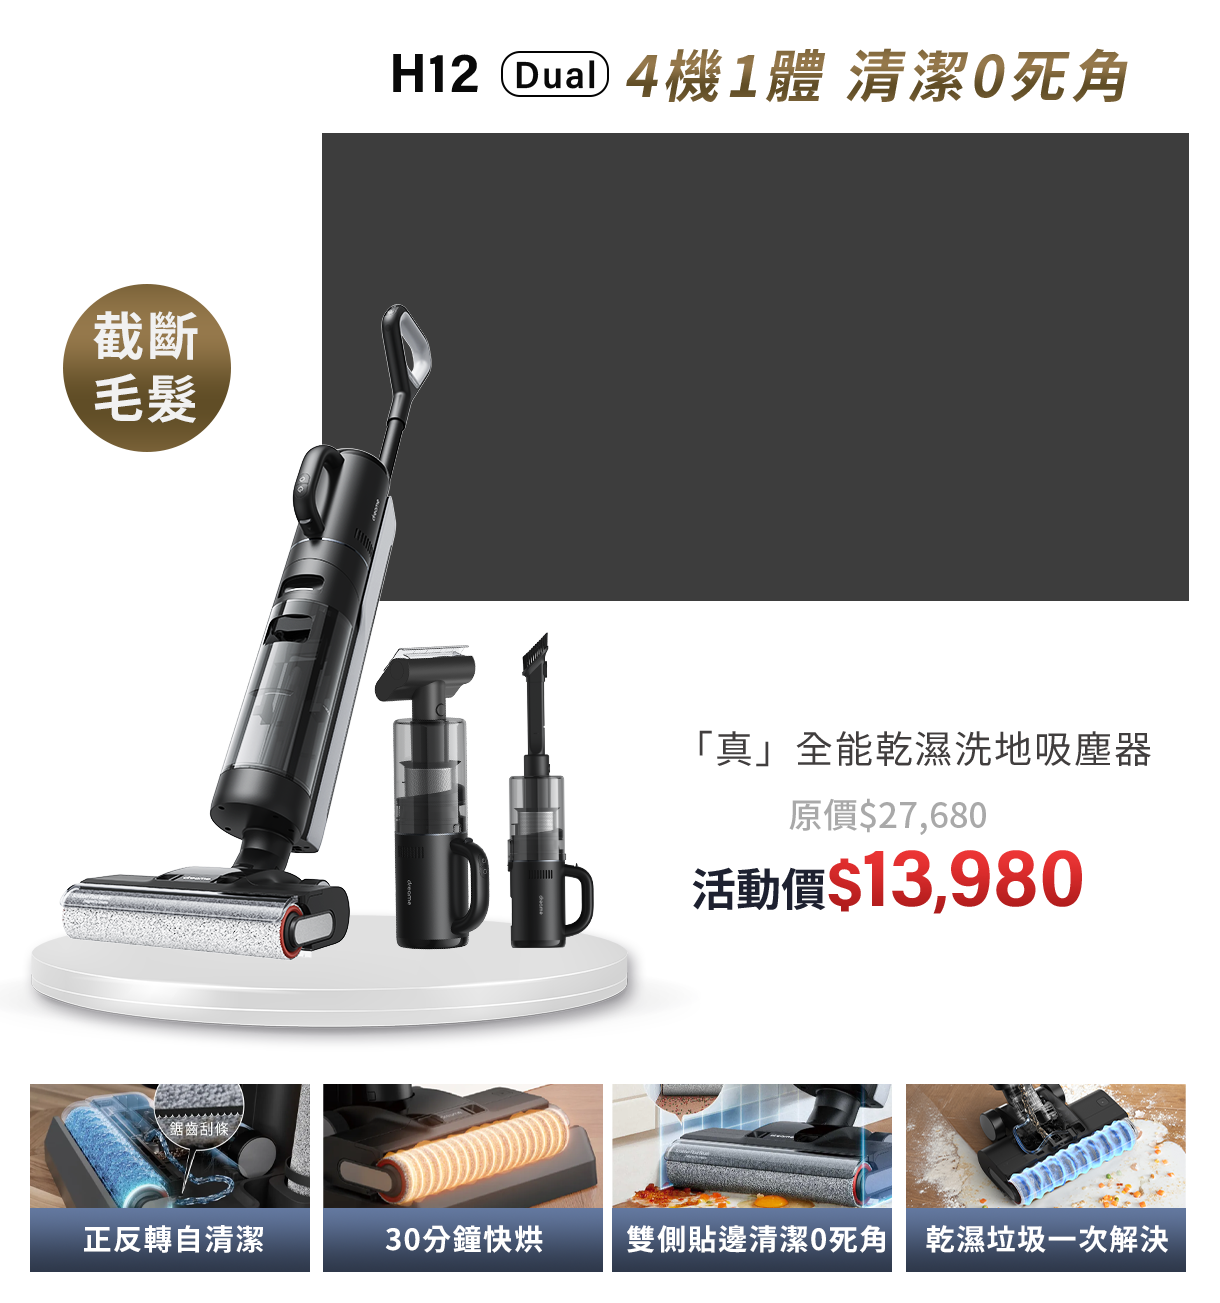 H12 Dual 4機1體 清潔0死角
截斷
毛髮
「真」全能乾濕洗地吸塵器
原價$27,680
活動價$13,980
dreame
dreame
dreame
鋸齒刮條
正反轉自清潔
30分鐘快烘
雙側貼邊清潔0死角
乾濕垃圾一次解決